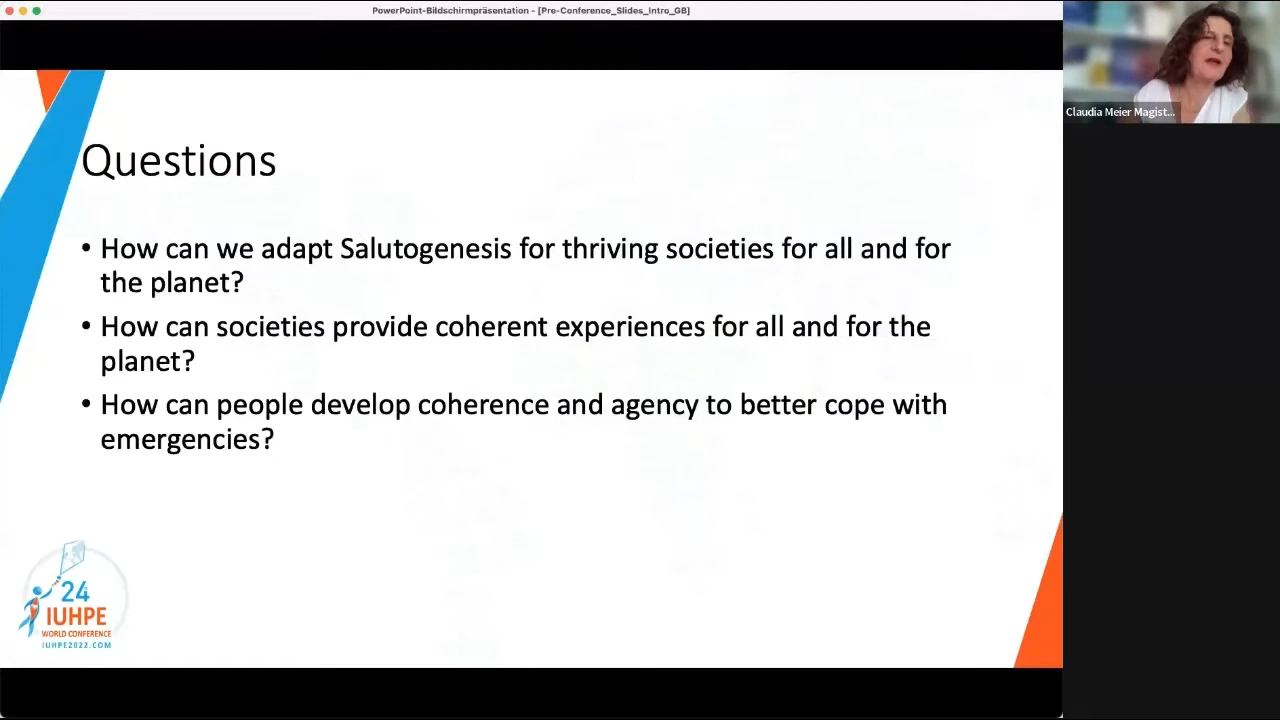 PowerPoint-Bildschirmpräsentation - [Pre-Conference_Slides_Intro_GB]
Claudia Meier Magist...
Questions
• How can we adapt Salutogenesis for thriving societies for all and for
the planet?
• How can societies provide coherent experiences for all and for the
planet?
• How can people develop coherence and agency to better cope with
emergencies?
24
IUHPE
WORLD CONFERENCE
IUHPE2022.COM